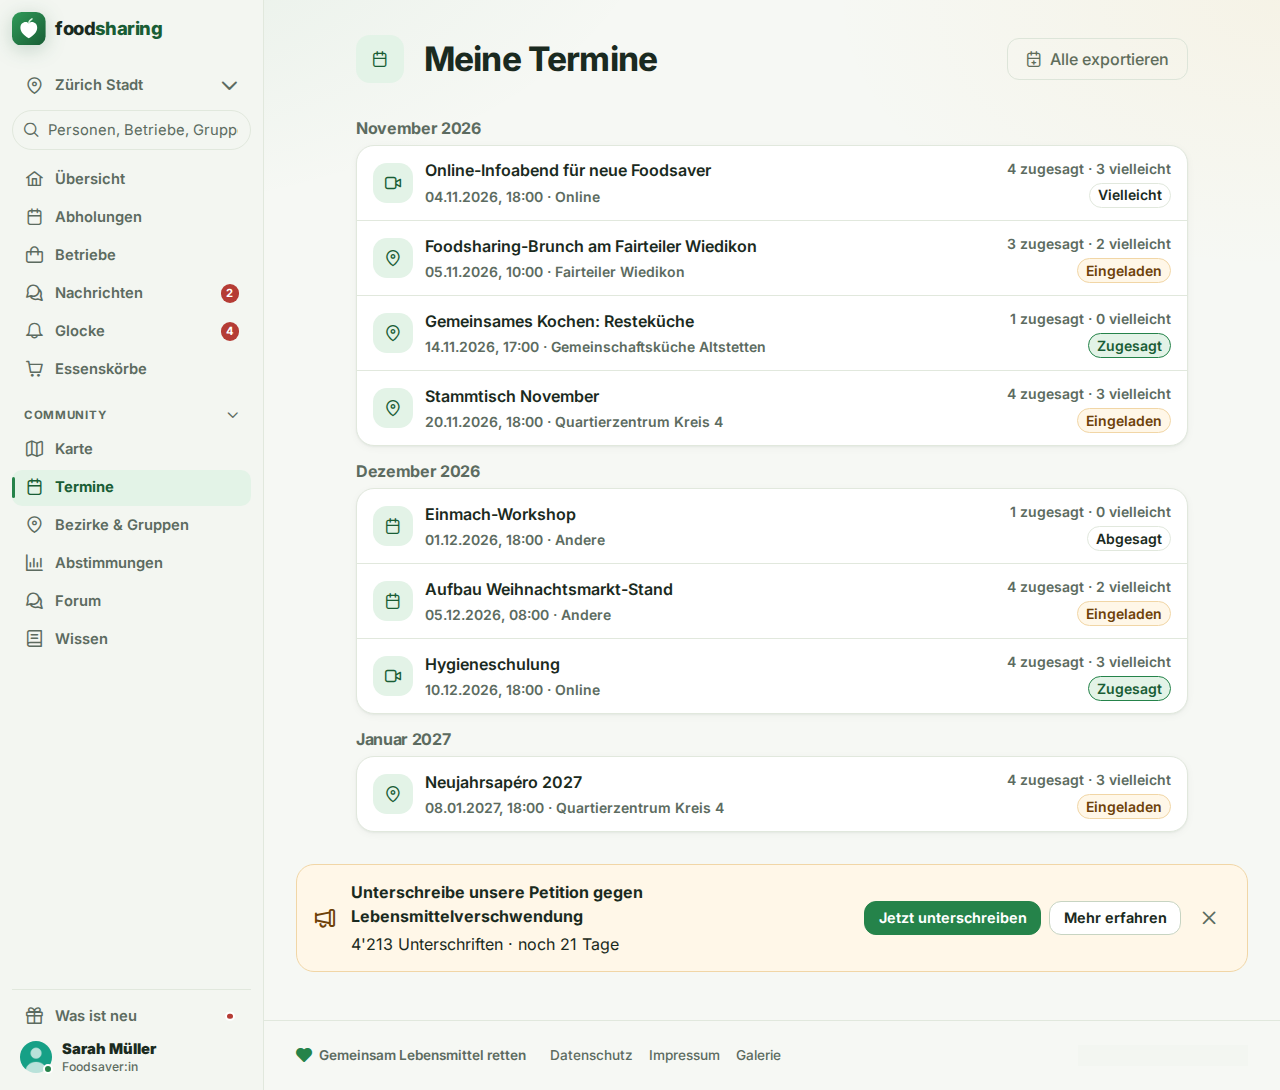 foodsharing
Zürich Stadt
Personen, Betriebe, Grupp
Übersicht
Abholungen
Betriebe
Nachrichten 2
Glocke 4
Essenskörbe
COMMUNITY
Karte
Termine
Bezirke & Gruppen
Abstimmungen
Forum
Wissen
Was ist neu
Sarah Müller
Foodsaver:in
Meine Termine
Alle exportieren
November 2026
Online-Infoabend für neue Foodsaver
04.11.2026, 18:00 · Online
4 zugesagt · 3 vielleicht
Vielleicht
Foodsharing-Brunch am Fairteiler Wiedikon
05.11.2026, 10:00 · Fairteiler Wiedikon
3 zugesagt · 2 vielleicht
Eingeladen
Gemeinsames Kochen: Resteküche
14.11.2026, 17:00 · Gemeinschaftsküche Altstetten
1 zugesagt · 0 vielleicht
Zugesagt
Stammtisch November
20.11.2026, 18:00 · Quartierzentrum Kreis 4
4 zugesagt · 3 vielleicht
Eingeladen
Dezember 2026
Einmach-Workshop
01.12.2026, 18:00 · Andere
1 zugesagt · 0 vielleicht
Abgesagt
Aufbau Weihnachtsmarkt-Stand
05.12.2026, 08:00 · Andere
4 zugesagt · 2 vielleicht
Eingeladen
Hygieneschulung
10.12.2026, 18:00 · Online
4 zugesagt · 3 vielleicht
Zugesagt
Januar 2027
Neujahrsapéro 2027
08.01.2027, 18:00 · Quartierzentrum Kreis 4
4 zugesagt · 3 vielleicht
Eingeladen
Unterschreibe unsere Petition gegen
Lebensmittelverschwendung
4'213 Unterschriften · noch 21 Tage
Jetzt unterschreiben
Mehr erfahren
Gemeinsam Lebensmittel retten
Datenschutz
Impressum
Galerie